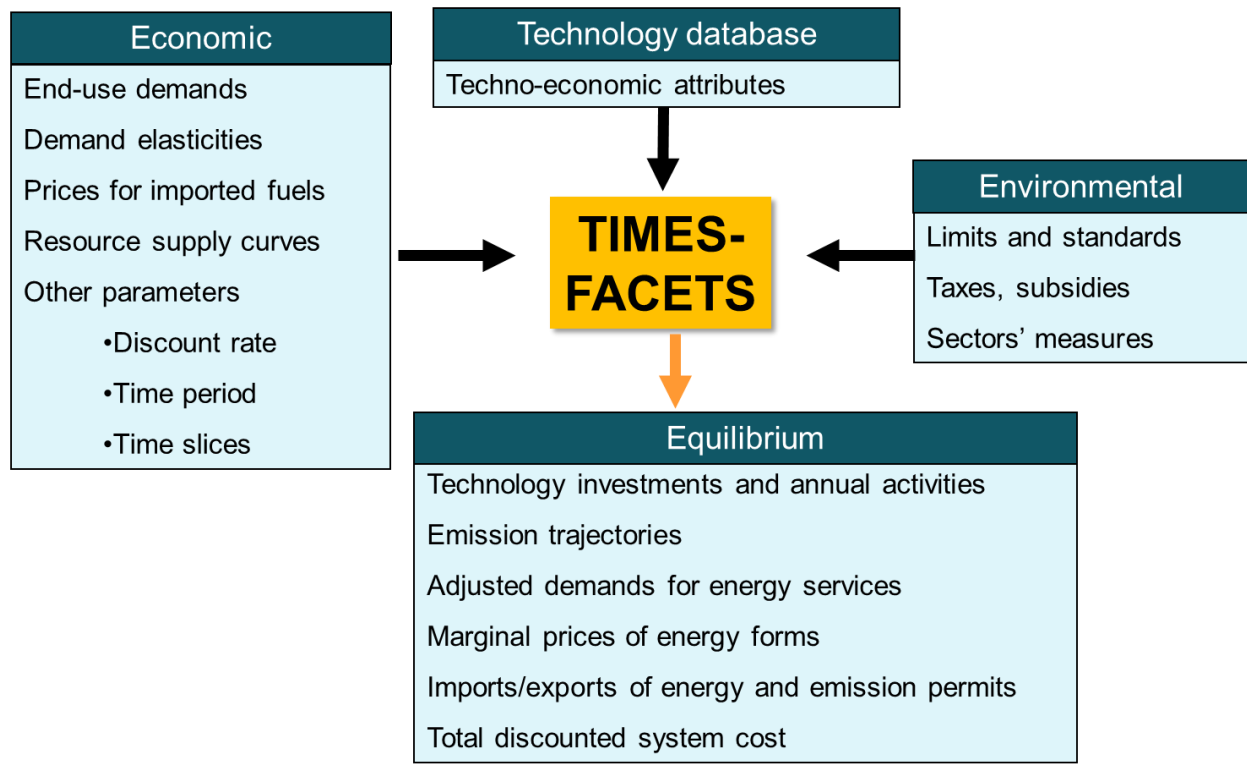 Economic
End-use demands
Demand elasticities
Prices for imported fuels
Resource supply curves
Other parameters
•Discount rate
•Time period
•Time slices
Technology database
Techno-economic attributes
Environmental
Limits and standards
Taxes, subsidies
Sectors’ measures
TIMES-
FACETS
Equilibrium
Technology investments and annual activities
Emission trajectories
Adjusted demands for energy services
Marginal prices of energy forms
Imports/exports of energy and emission permits
Total discounted system cost